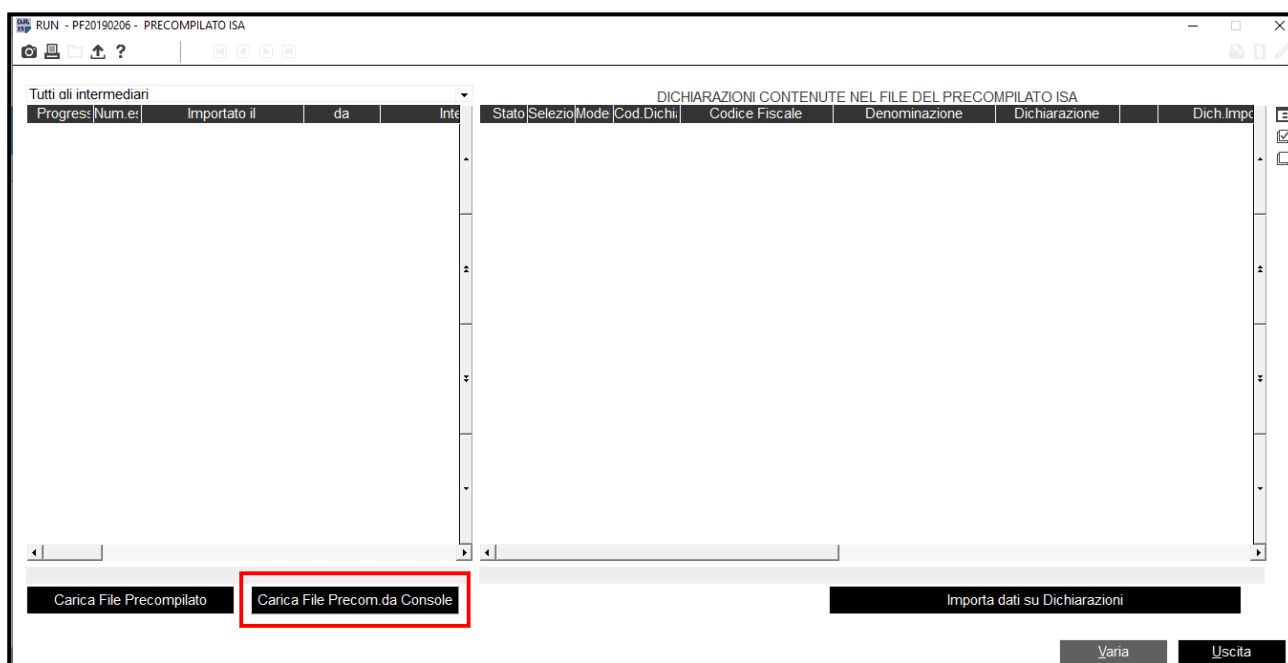 RUN - PF20190206 - PRECOMPILATO ISA
Tutti gli intermediari
DICHIARAZIONI CONTENUTE NEL FILE DEL PRECOMPILATO ISA
Progress Num.es Importato il da Inte
Stato Selezio Mode Cod.Dichia Codice Fiscale Denominazione Dichiarazione Dich.Impo
Carica File Precompilato Carica File Precom.da Console Importa dati su Dichiarazioni
Varia Uscita